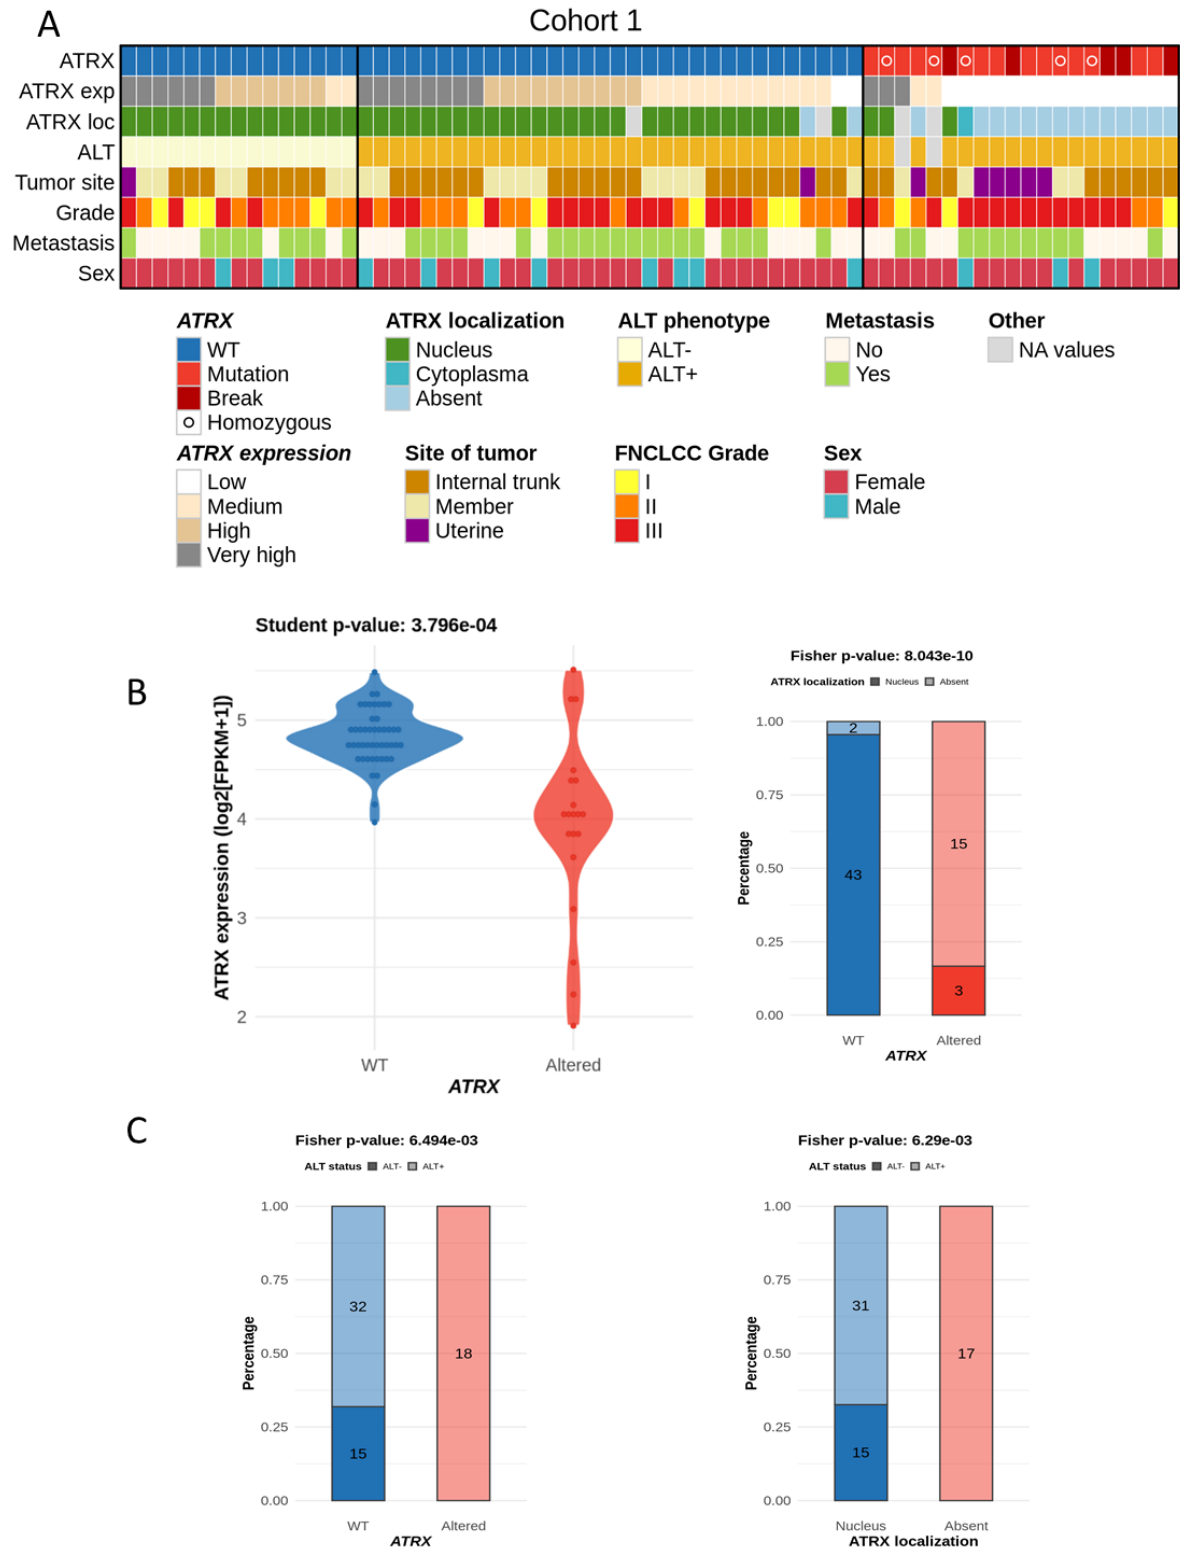 A
Cohort 1
ATRX
ATRX exp
ATRX loc
ALT
Tumor site
Grade
Metastasis
Sex
ATRX
WT
Mutation
Break
Homozygous
ATRX localization
Nucleus
Cytoplasma
Absent
ALT phenotype
ALT-
ALT+
Metastasis
No
Yes
Other
NA values
ATRX expression
Low
Medium
High
Very high
Site of tumor
Internal trunk
Member
Uterine
FNCLCC Grade
I
II
III
Sex
Female
Male
B
Student p-value: 3.796e-04
ATRX expression (log2[FPKM+1])
5
4
3
2
WT
Altered
ATRX
Fisher p-value: 8.043e-10
ATRX localization Nucleus Absent
Percentage
1.00
0.75
0.50
0.25
0.00
2
43
15
3
WT
Altered
ATRX
C
Fisher p-value: 6.494e-03
ALT status ALT- ALT+
Percentage
1.00
0.75
0.50
0.25
0.00
32
15
18
WT
Altered
ATRX
Fisher p-value: 6.29e-03
ALT status ALT- ALT+
Percentage
1.00
0.75
0.50
0.25
0.00
31
15
17
Nucleus
Absent
ATRX localization